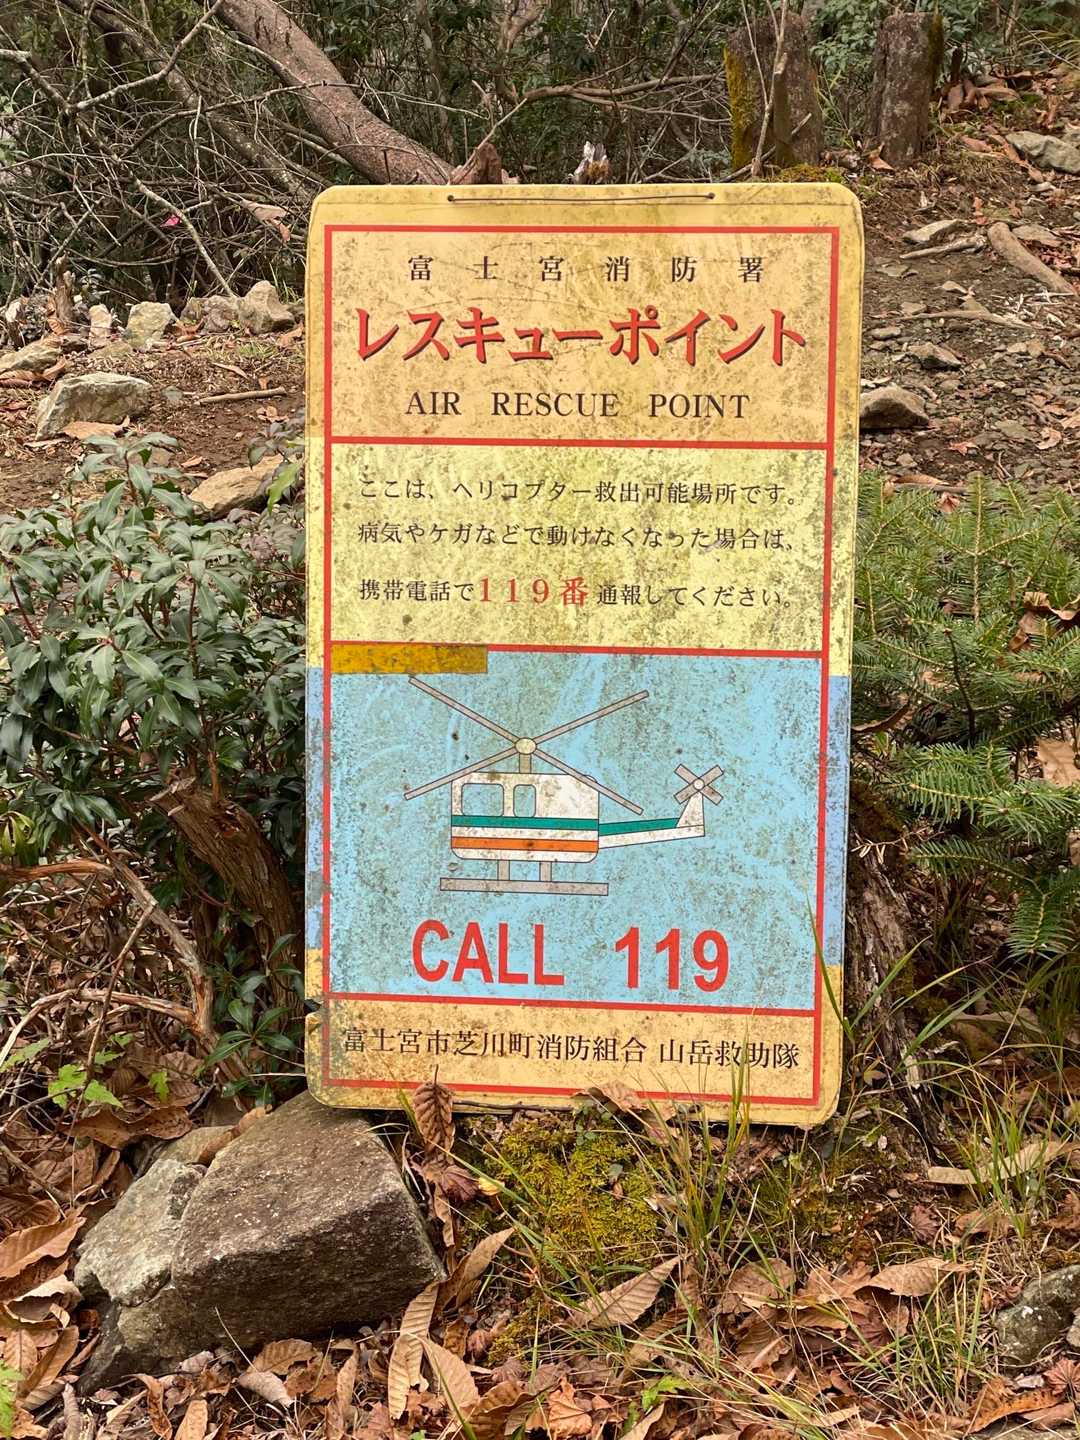 富士宮消防署
レスキューポイント
AIR RESCUE POINT
ここは、ヘリコプター救出可能場所です。
病気やケガなどで動けなくなった場合は、
携帯電話で119番通報してください。
CALL 119
富士宮市芝川町消防組合 山岳救助隊